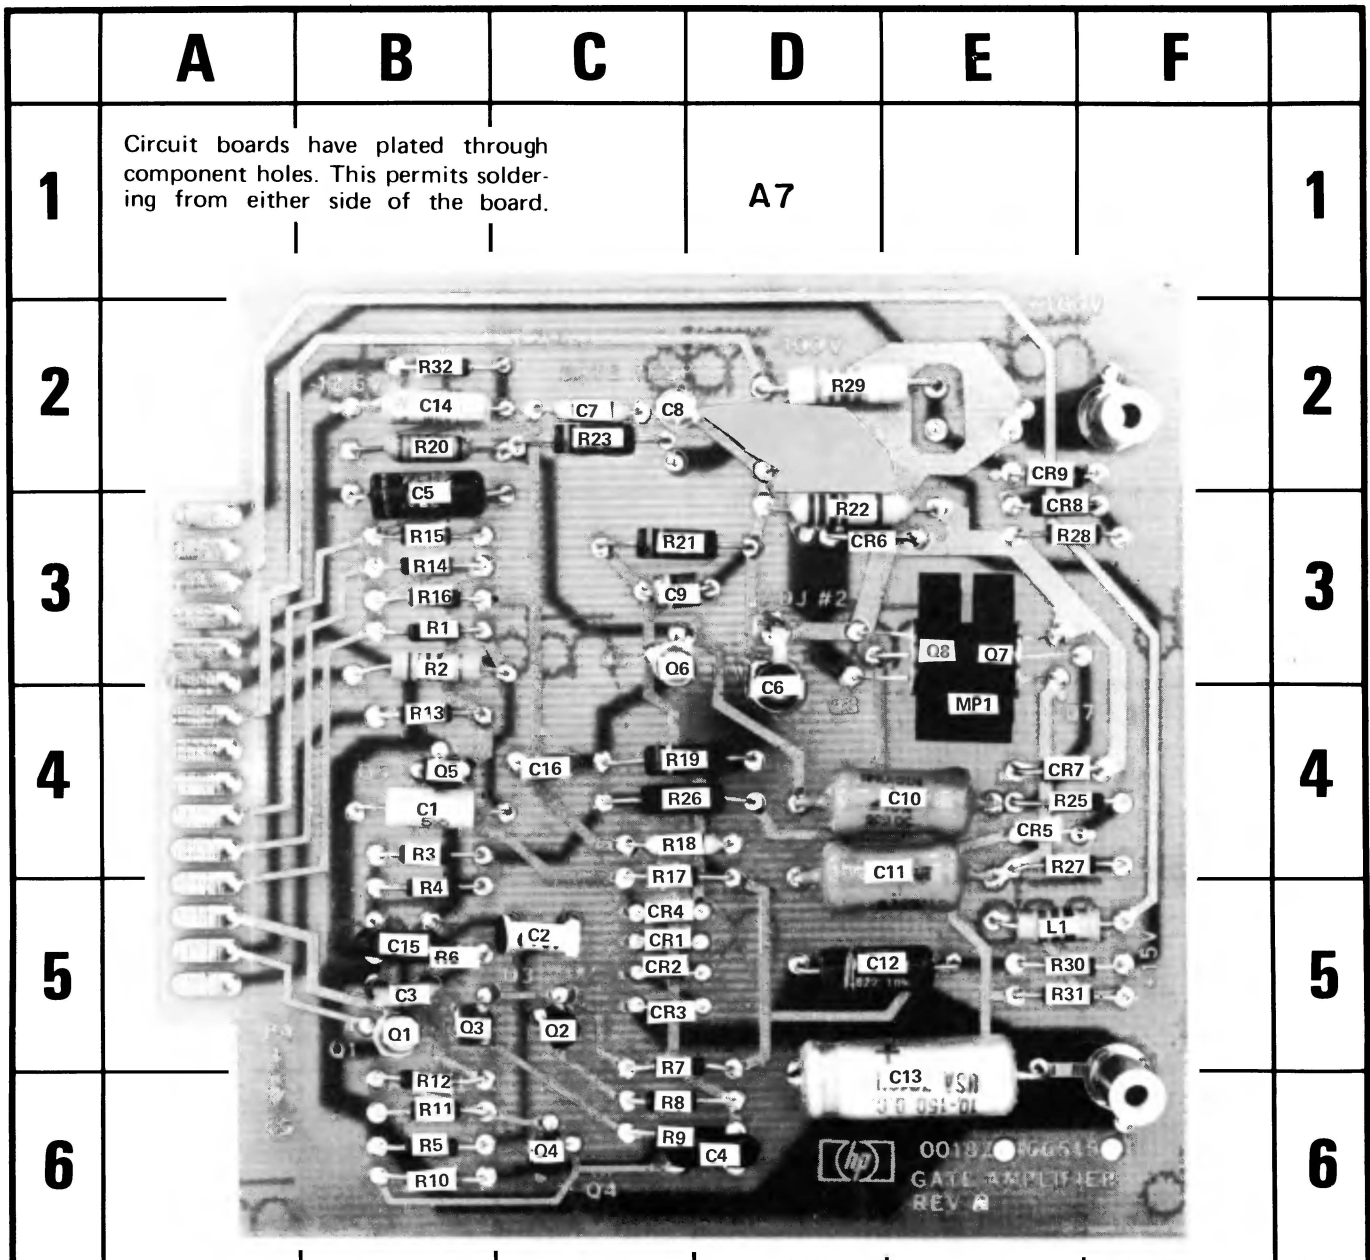 A B C D E F
1 1
Circuit boards have plated through
component holes. This permits solder-
ing from either side of the board.
A7
100V
2 2
R32
R29
C14
C7
C8
R20
R23
CR9
C5
CR8
3 3
R22
R15
R21
CR6
R28
R14
R16
C9
R1
R2
Q6
Q8
Q7
C6
MP1
4 4
R13
Q5
C16
R19
CR7
C1
R26
C10
R25
CR5
R3
R18
C11
R27
R4
R17
5 5
CR4
C15
C2
CR1
L1
R6
CR2
C12
R30
C3
R31
Q1
Q3
Q2
CR3
6 6
R12
R7
C13
R11
R8
R5
Q4
R9
C4
R10
Q4
hp
GATE AMPLIFIER
REV A